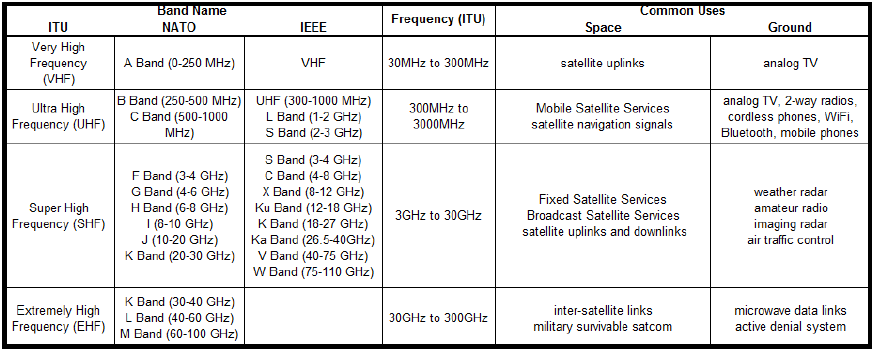 Band Name
Common Uses
ITU NATO IEEE Frequency (ITU) Space Ground
Very High
Frequency
(VHF)
A Band (0-250 MHz)
VHF
30MHz to 300MHz
satellite uplinks
analog TV
Ultra High
Frequency (UHF)
B Band (250-500 MHz)
C Band (500-1000
MHz)
UHF (300-1000 MHz)
L Band (1-2 GHz)
S Band (2-3 GHz)
300MHz to
3000MHz
Mobile Satellite Services
satellite navigation signals
analog TV, 2-way radios,
cordless phones, WiFi,
Bluetooth, mobile phones
Super High
Frequency (SHF)
F Band (3-4 GHz)
G Band (4-6 GHz)
H Band (6-8 GHz)
I (8-10 GHz)
J (10-20 GHz)
K Band (20-30 GHz)
S Band (3-4 GHz)
C Band (4-8 GHz)
X Band (8-12 GHz)
Ku Band (12-18 GHz)
K Band (18-27 GHz)
Ka Band (26.5-40GHz)
V Band (40-75 GHz)
W Band (75-110 GHz)
3GHz to 30GHz
Fixed Satellite Services
Broadcast Satellite Services
satellite uplinks and downlinks
weather radar
amateur radio
imaging radar
air traffic control
Extremely High
Frequency (EHF)
K Band (30-40 GHz)
L Band (40-60 GHz)
M Band (60-100 GHz)
30GHz to 300GHz
inter-satellite links
military survivable satcom
microwave data links
active denial system